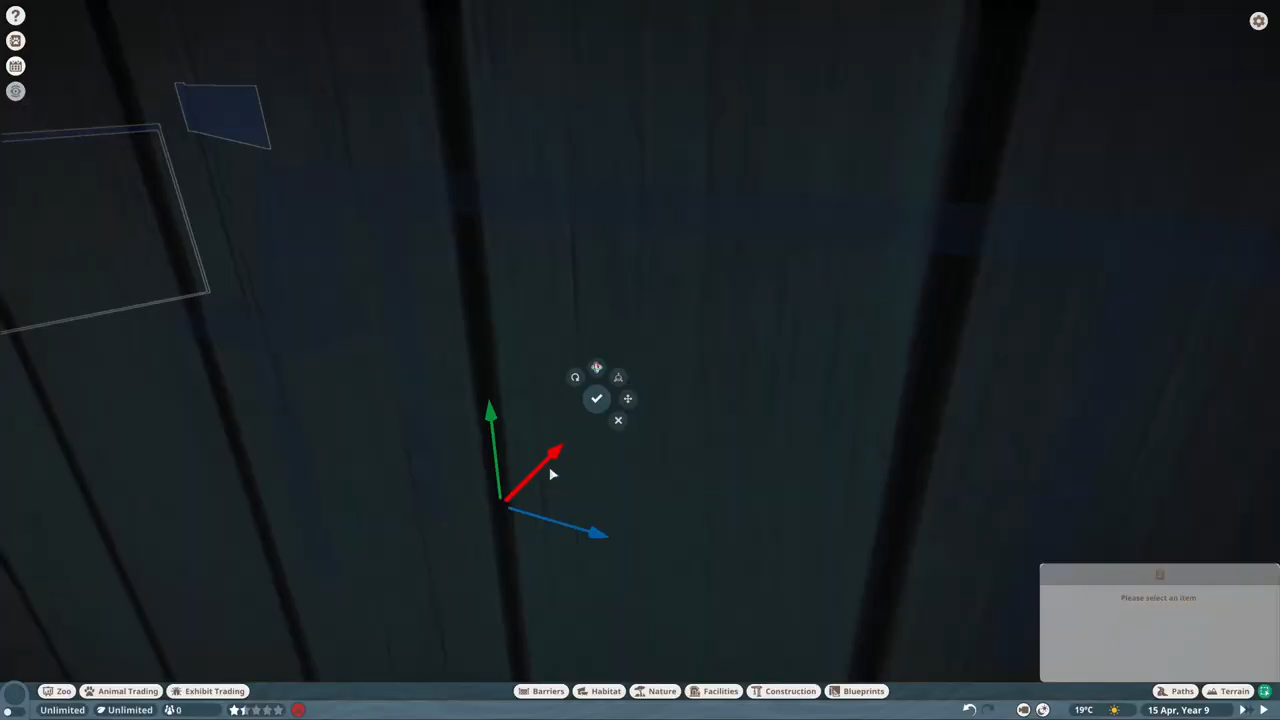 ?
Please select an item
Zoo Animal Trading Exhibit Trading Barriers Habitat Nature Facilities Construction Blueprints Paths Terrain
Unlimited Unlimited 0 19°C 15 Apr, Year 9